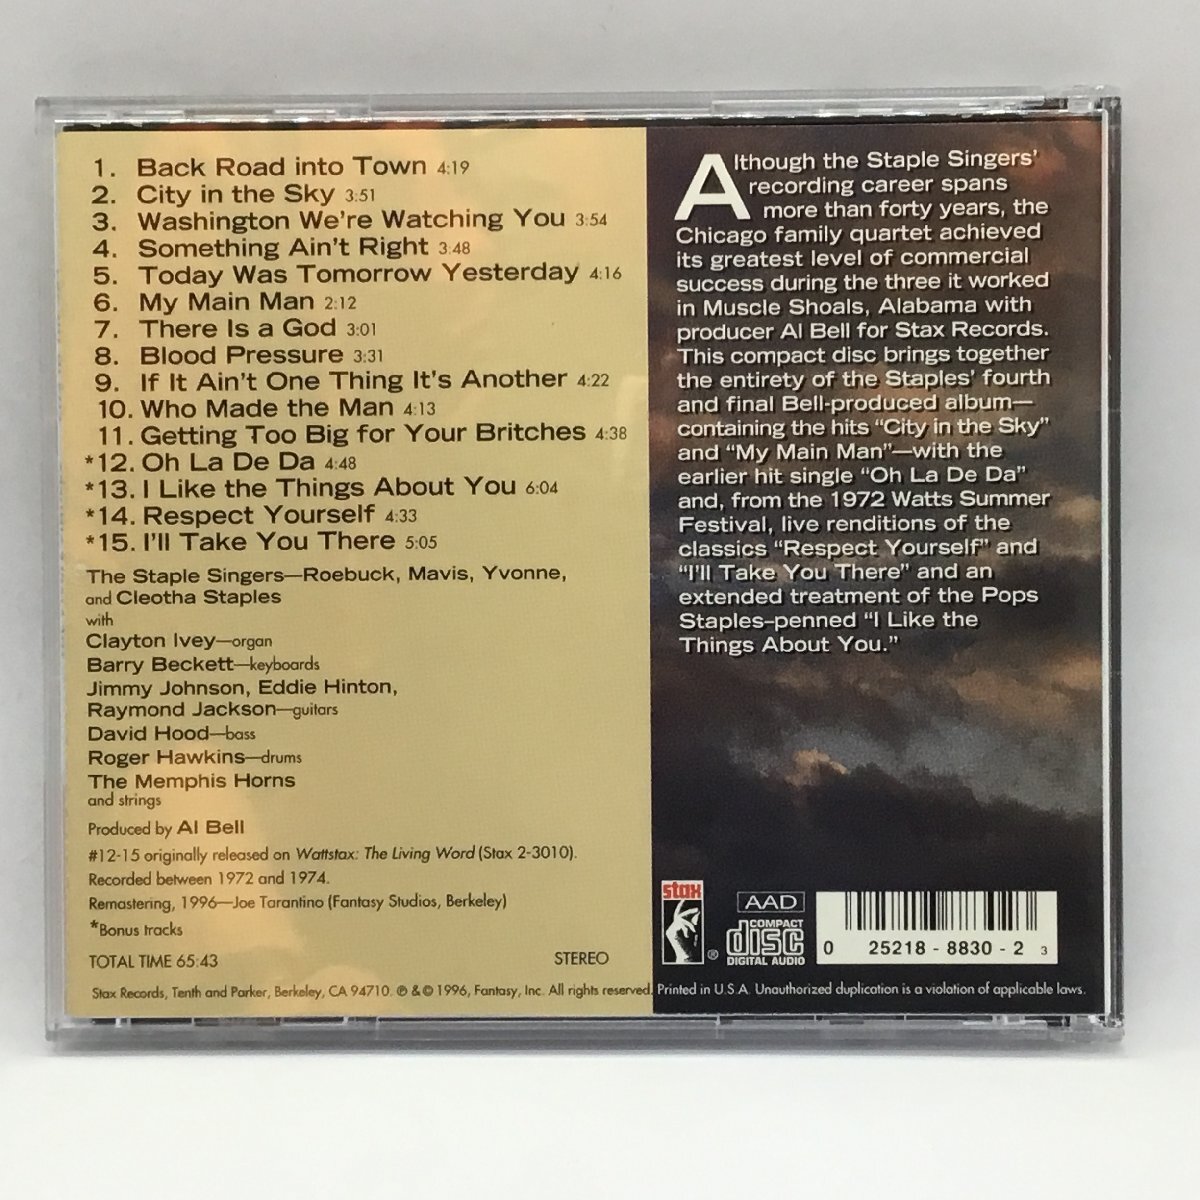 1. Back Road into Town 4:19
2. City in the Sky 3:51
3. Washington We're Watching You 3:54
4. Something Ain't Right 3:48
5. Today Was Tomorrow Yesterday 4:16
6. My Main Man 2:12
7. There Is a God 3:01
8. Blood Pressure 3:31
9. If It Ain't One Thing It's Another 4:22
10. Who Made the Man 4:13
11. Getting Too Big for Your Britches 4:38
*12. Oh La De Da 4:48
*13. I Like the Things About You 6:04
*14. Respect Yourself 4:33
*15. I'll Take You There 5:05
The Staple Singers—Roebuck, Mavis, Yvonne,
and Cleotha Staples
with
Clayton Ivey—organ
Barry Beckett—keyboards
Jimmy Johnson, Eddie Hinton,
Raymond Jackson—guitars
David Hood—bass
Roger Hawkins—drums
The Memphis Horns
and strings
Produced by Al Bell
#12-15 originally released on Wattstax: The Living Word (Stax 2-3010).
Recorded between 1972 and 1974.
Remastering, 1996—Joe Tarantino (Fantasy Studios, Berkeley)
*Bonus tracks
TOTAL TIME 65:43 STEREO
Although the Staple Singers'
recording career spans
more than forty years, the
Chicago family quartet achieved
its greatest level of commercial
success during the three it worked
in Muscle Shoals, Alabama with
producer Al Bell for Stax Records.
This compact disc brings together
the entirety of the Staples' fourth
and final Bell-produced album—
containing the hits “City in the Sky”
and “My Main Man”—with the
earlier hit single “Oh La De Da”
and, from the 1972 Watts Summer
Festival, live renditions of the
classics “Respect Yourself” and
“I'll Take You There” and an
extended treatment of the Pops
Staples-penned “I Like the
Things About You.”
stax
®
AAD
COMPACT
disc
DIGITAL AUDIO
0 25218 - 8830 - 2 3
Stax Records, Tenth and Parker, Berkeley, CA 94710. ℗ & © 1996, Fantasy, Inc. All rights reserved. Printed in U.S.A. Unauthorized duplication is a violation of applicable laws.